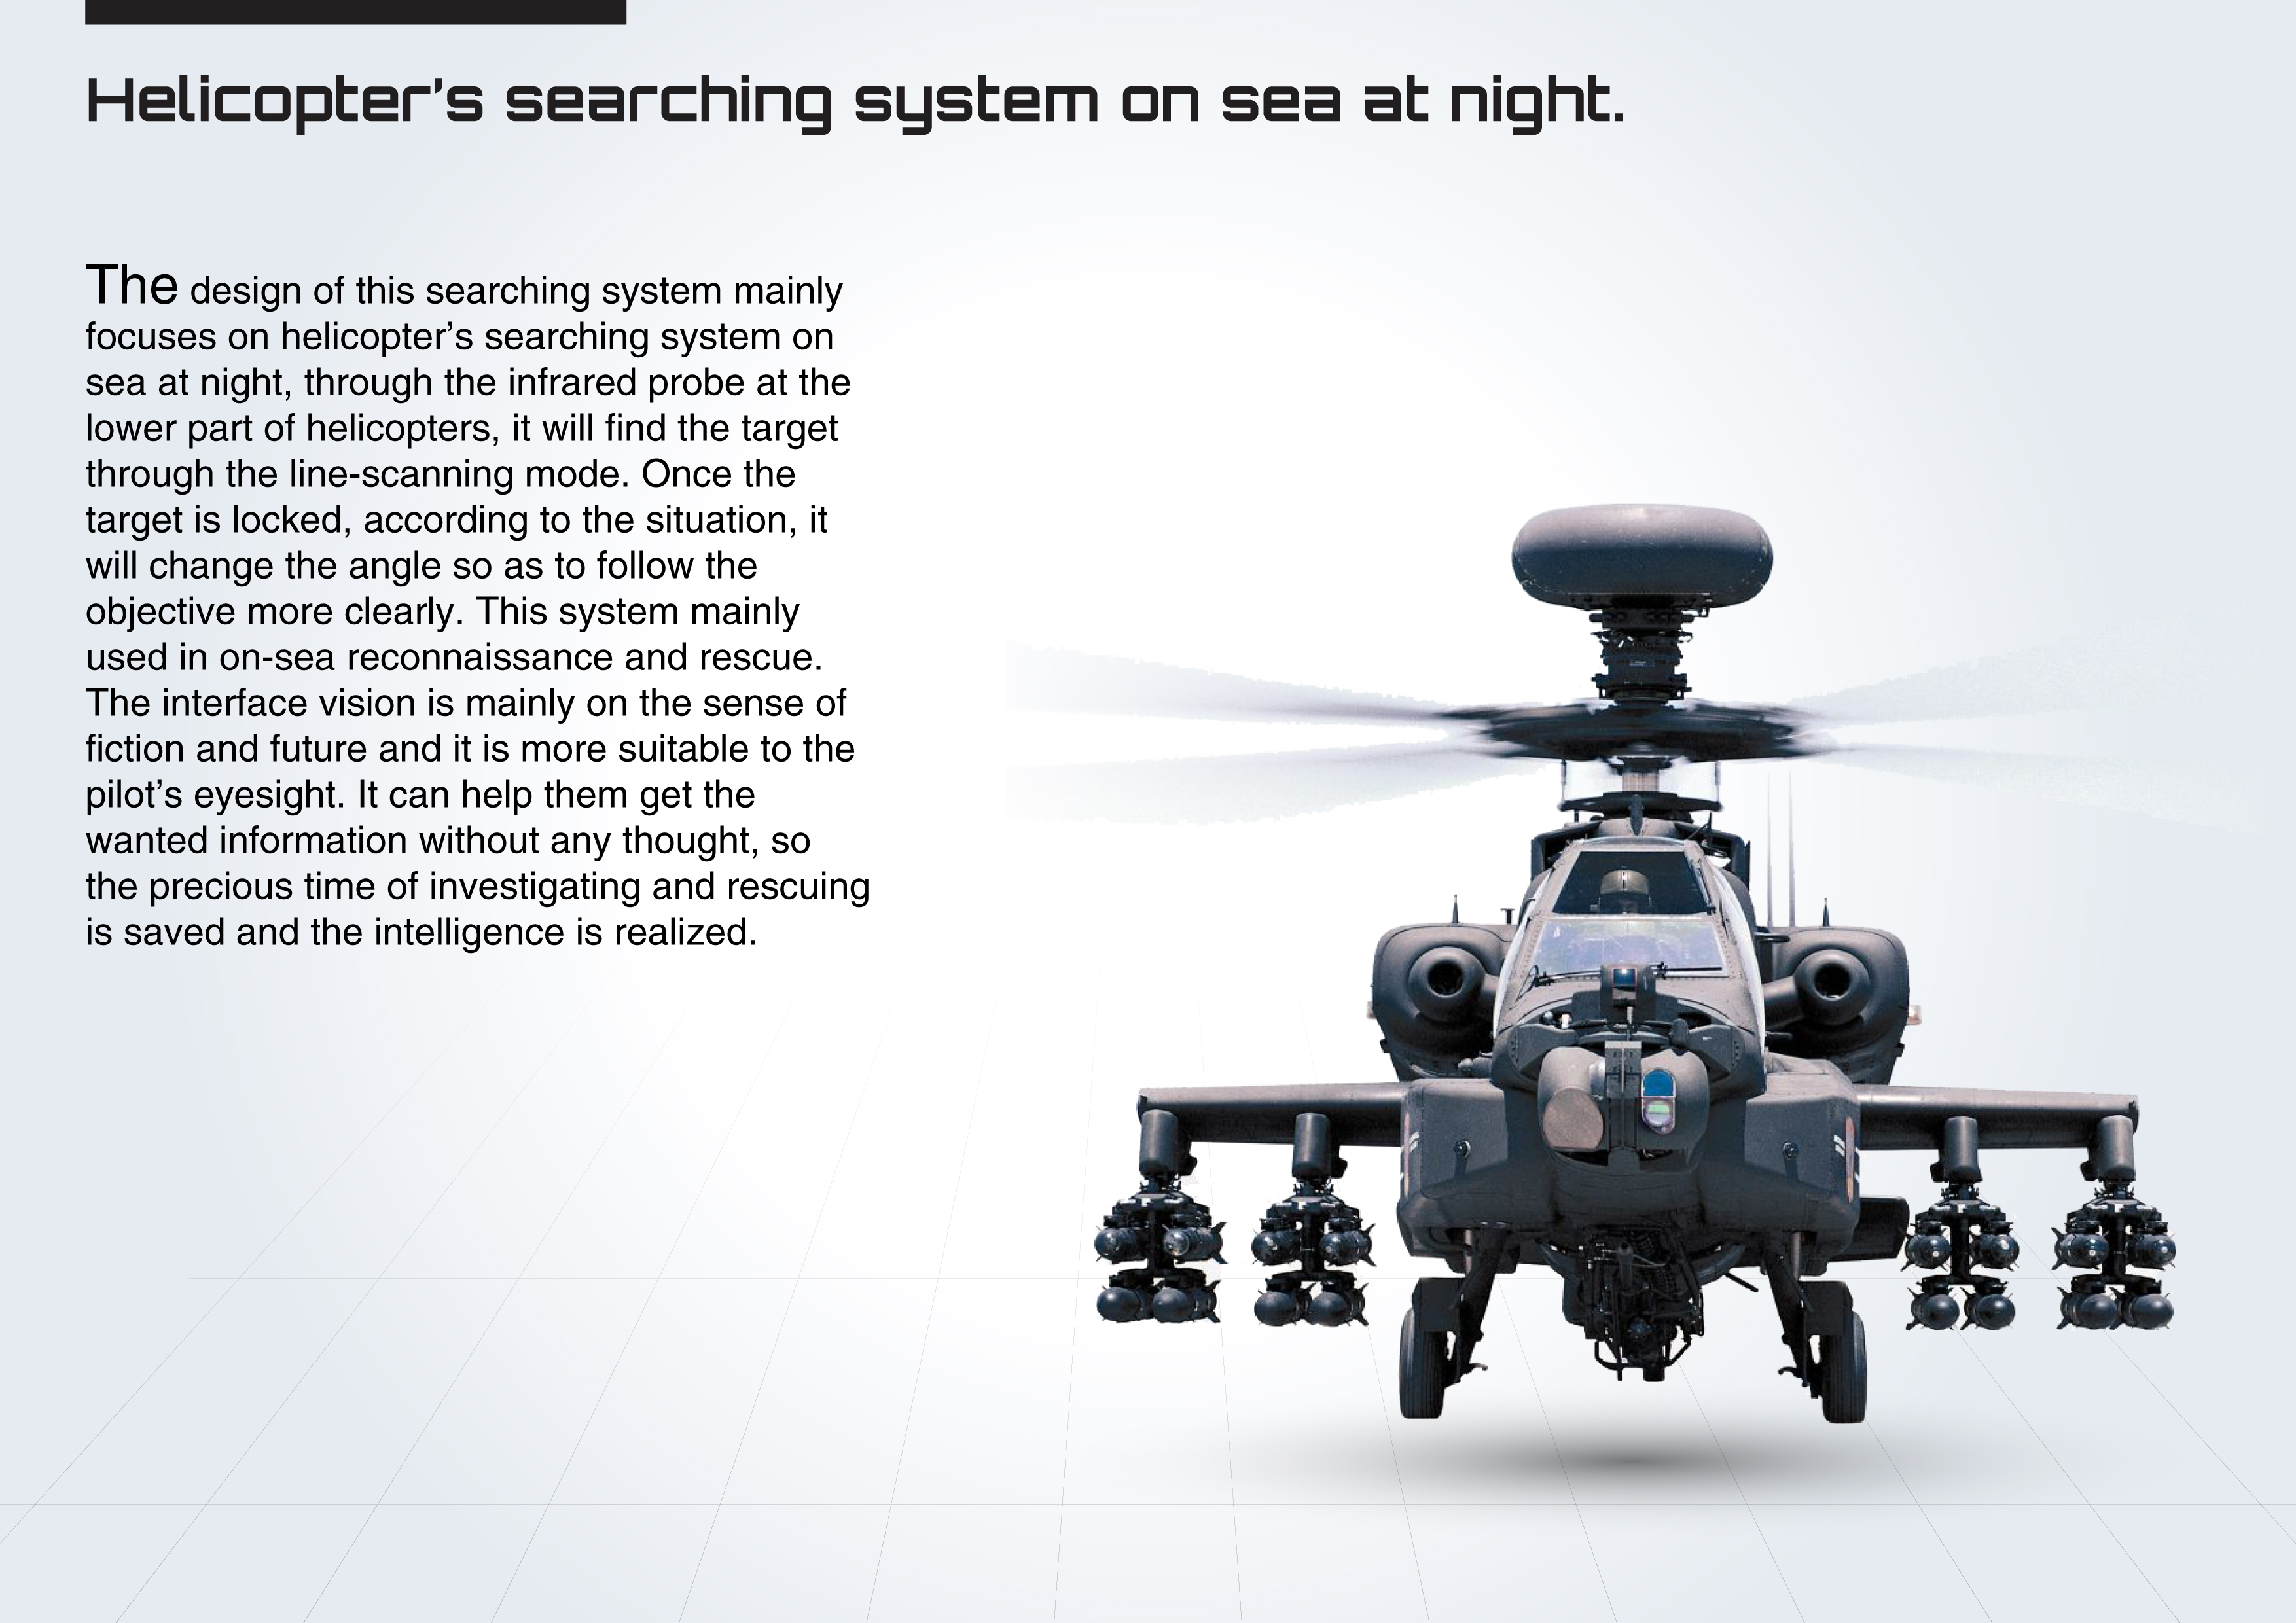 Helicopter’s searching system on sea at night.
The design of this searching system mainly
focuses on helicopter’s searching system on
sea at night, through the infrared probe at the
lower part of helicopters, it will find the target
through the line-scanning mode. Once the
target is locked, according to the situation, it
will change the angle so as to follow the
objective more clearly. This system mainly
used in on-sea reconnaissance and rescue.
The interface vision is mainly on the sense of
fiction and future and it is more suitable to the
pilot’s eyesight. It can help them get the
wanted information without any thought, so
the precious time of investigating and rescuing
is saved and the intelligence is realized.